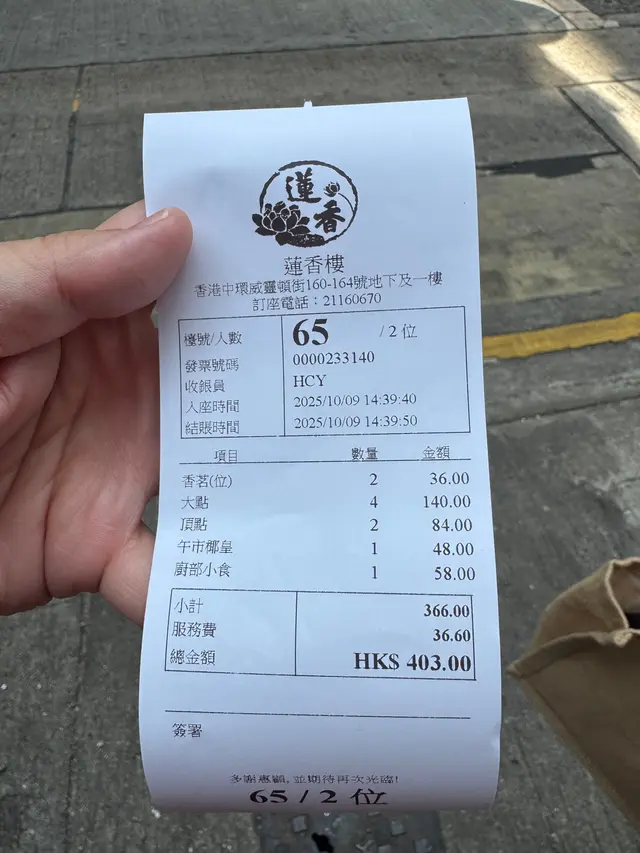 蓮香
蓮香樓
香港中環威靈頓街160-164號地下及一樓
訂座電話：21160670
檯號/人數 65 / 2 位
發票號碼 0000233140
收銀員 HCY
入座時間 2025/10/09 14:39:40
結賬時間 2025/10/09 14:39:50
項目 數量 金額
香茗(位) 2 36.00
大點 4 140.00
頂點 2 84.00
午市椰皇 1 48.00
廚部小食 1 58.00
小計 366.00
服務費 36.60
總金額 HK$ 403.00
簽署
多謝惠顧, 並期待再次光臨!
65 / 2 位